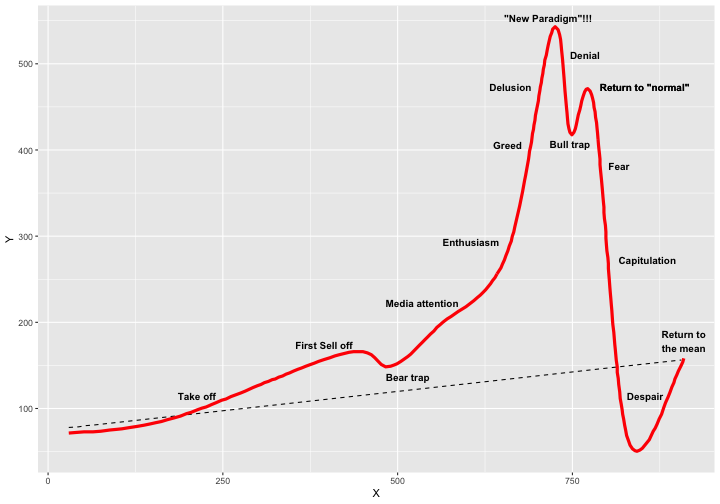 "New Paradigm"!!!
Denial
Delusion
Return to "normal"
Greed
Bull trap
Fear
Enthusiasm
Capitulation
Media attention
First Sell off
Return to
the mean
Bear trap
Take off
Despair
500
400
300
200
100
Y
0
250
500
750
X